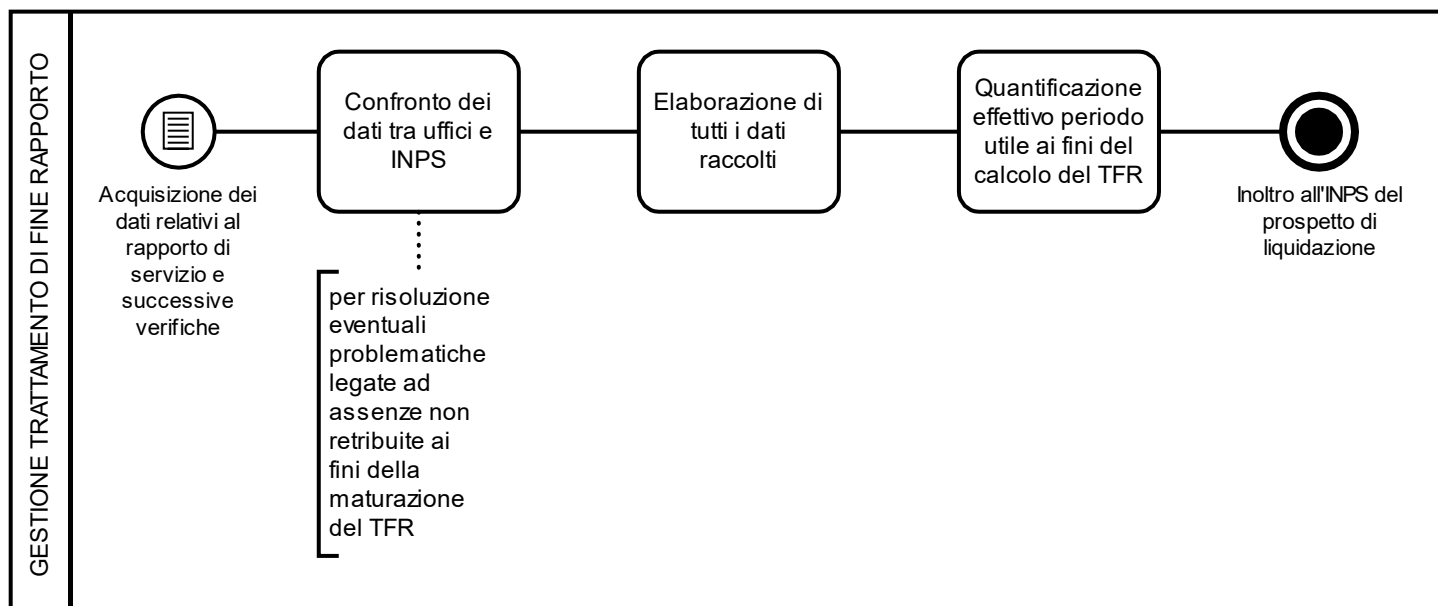 GESTIONE TRATTAMENTO DI FINE RAPPORTO
Acquisizione dei
dati relativi al
rapporto di
servizio e
successive
verifiche
Confronto dei
dati tra uffici e
INPS
per risoluzione
eventuali
problematiche
legate ad
assenze non
retribuite ai
fini della
maturazione
del TFR
Elaborazione di
tutti i dati
raccolti
Quantificazione
effettivo periodo
utile ai fini del
calcolo del TFR
Inoltro all'INPS del
prospetto di
liquidazione